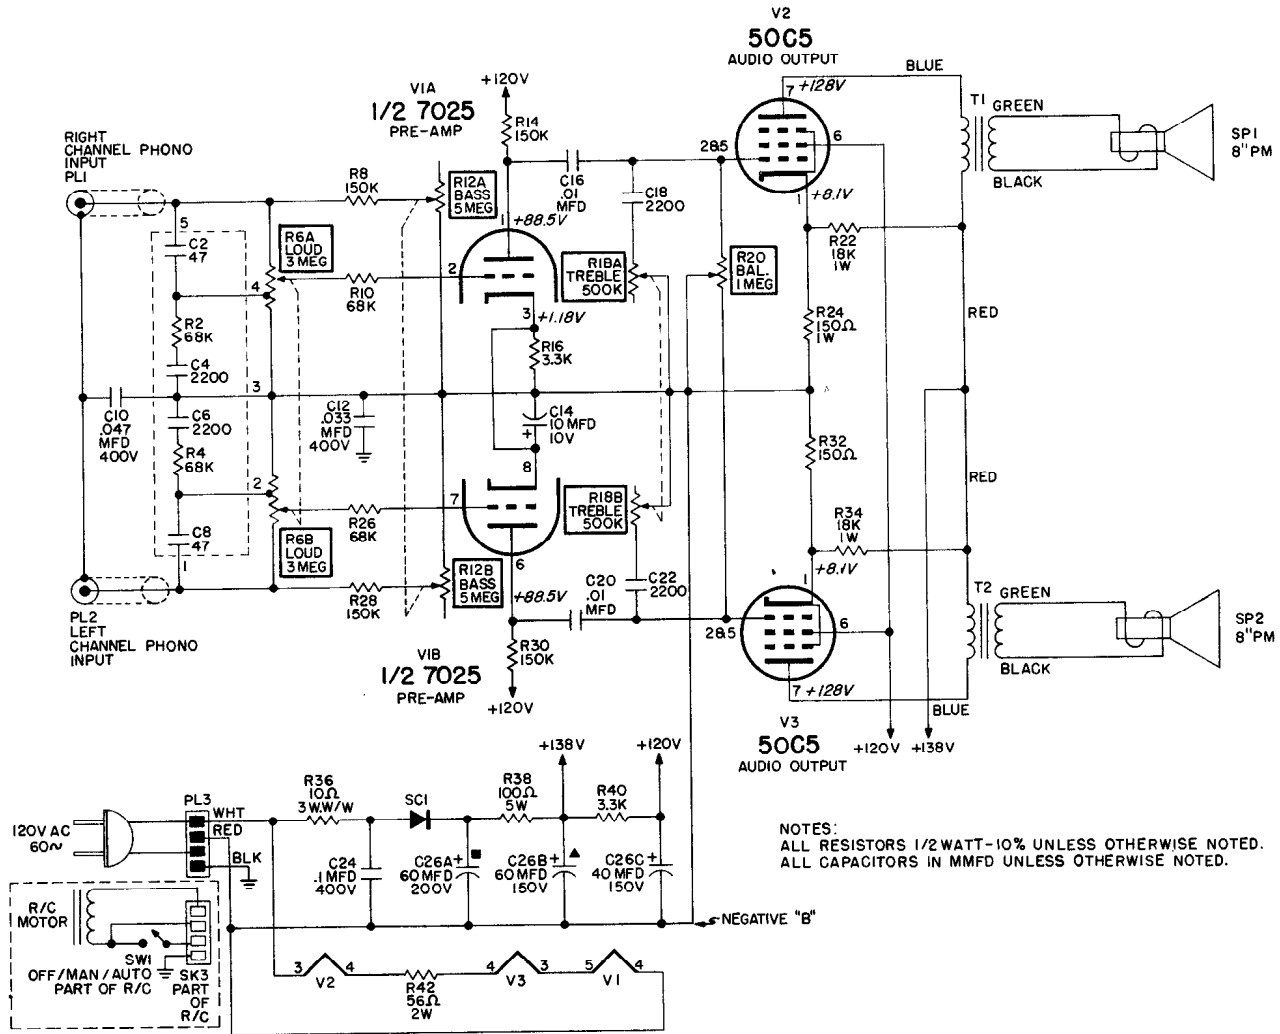 V2
50C5
AUDIO OUTPUT
BLUE
7 +128V
T1
GREEN
SP1
8" PM
BLACK
6
2&5
1
+8.1V
V1A
1/2 7025
PRE-AMP
+120V
R14
150K
RIGHT
CHANNEL PHONO
INPUT
PL1
R8
150K
R12A
BASS
5 MEG
C16
.01
MFD
C18
2200
1
+88.5V
5
C2
47
R6A
LOUD
3 MEG
4
R10
68K
2
R18A
TREBLE
500K
R20
BAL.
1 MEG
R22
18K
1W
R2
68K
C4
2200
3
+1.18V
R16
3.3K
R24
150Ω
1W
RED
C10
.047
MFD
400V
3
C6
2200
R4
68K
C12
.033
MFD
400V
C14
10 MFD
10V
+
8
R32
150Ω
RED
2
C8
47
1
R6B
LOUD
3 MEG
R26
68K
7
R18B
TREBLE
500K
R34
18K
1W
6
R12B
BASS
5 MEG
+88.5V
C20
.01
MFD
C22
2200
1
+8.1V
R28
150K
PL2
LEFT
CHANNEL PHONO
INPUT
2&5
6
T2
GREEN
SP2
8" PM
BLACK
V1B
1/2 7025
PRE-AMP
R30
150K
+120V
7 +128V
BLUE
V3
50C5
AUDIO OUTPUT
+120V
+138V
+138V
+120V
120V AC
60~
PL3
WHT
RED
BLK
R36
10Ω
3 W.W/W
SC1
R38
100Ω
5W
R40
3.3K
C24
.1 MFD
400V
C26A
60 MFD
200V
+
C26B
60 MFD
150V
+
C26C
40 MFD
150V
+
NOTES:
ALL RESISTORS 1/2 WATT-10% UNLESS OTHERWISE NOTED.
ALL CAPACITORS IN MMFD UNLESS OTHERWISE NOTED.
NEGATIVE "B"
R/C
MOTOR
SW1
OFF/MAN/AUTO
PART OF R/C
SK3
PART
OF
R/C
3
V2
4
R42
56Ω
2W
4
V3
3
5
V1
4